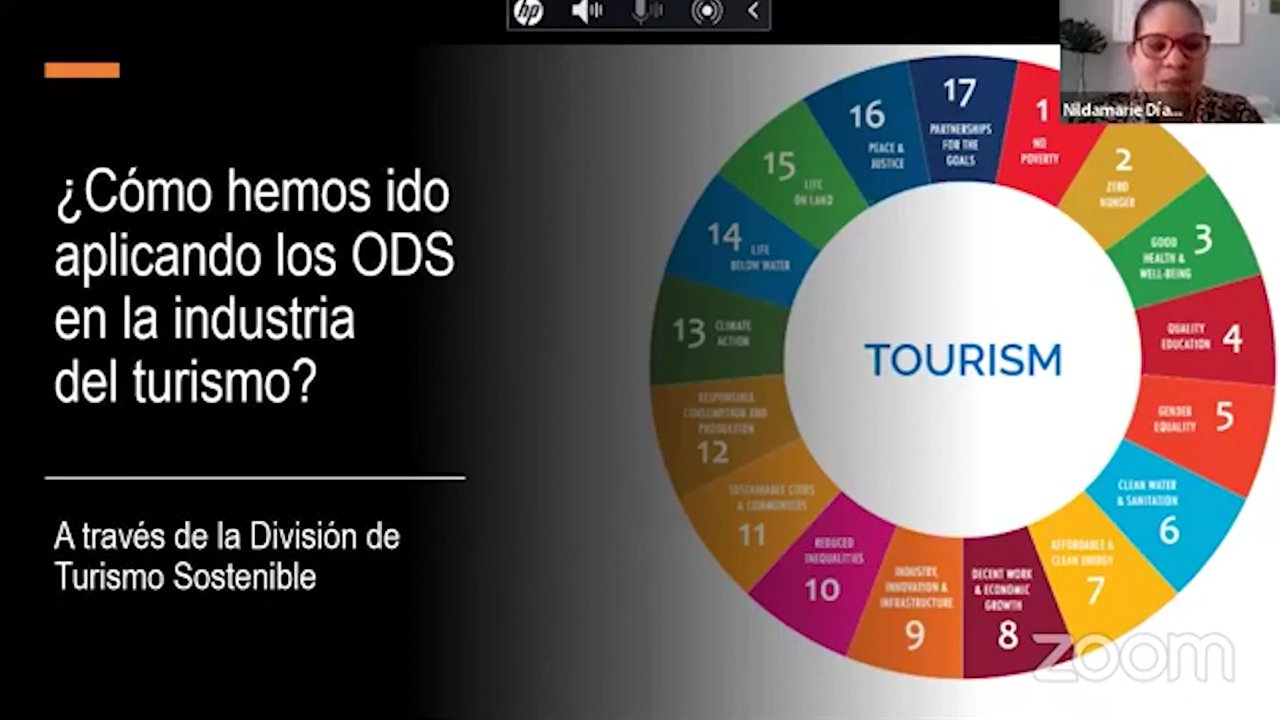 hp
Nildamarie Día...
¿Cómo hemos ido
aplicando los ODS
en la industria
del turismo?
A través de la División de
Turismo Sostenible
TOURISM
1
NO
POVERTY
2
ZERO
HUNGER
3
GOOD
HEALTH &
WELL-BEING
4
QUALITY
EDUCATION
5
GENDER
EQUALITY
CLEAN WATER
& SANITATION
6
AFFORDABLE &
CLEAN ENERGY
7
DECENT WORK
& ECONOMIC
GROWTH
8
INDUSTRY,
INNOVATION &
INFRASTRUCTURE
9
REDUCED
INEQUALITIES
10
SUSTAINABLE CITIES
& COMMUNITIES
11
RESPONSIBLE
CONSUMPTION AND
PRODUCTION
12
13
CLIMATE
ACTION
14
LIFE
BELOW WATER
15
LIFE
ON LAND
16
PEACE &
JUSTICE
17
PARTNERSHIPS
FOR THE
GOALS
zoom